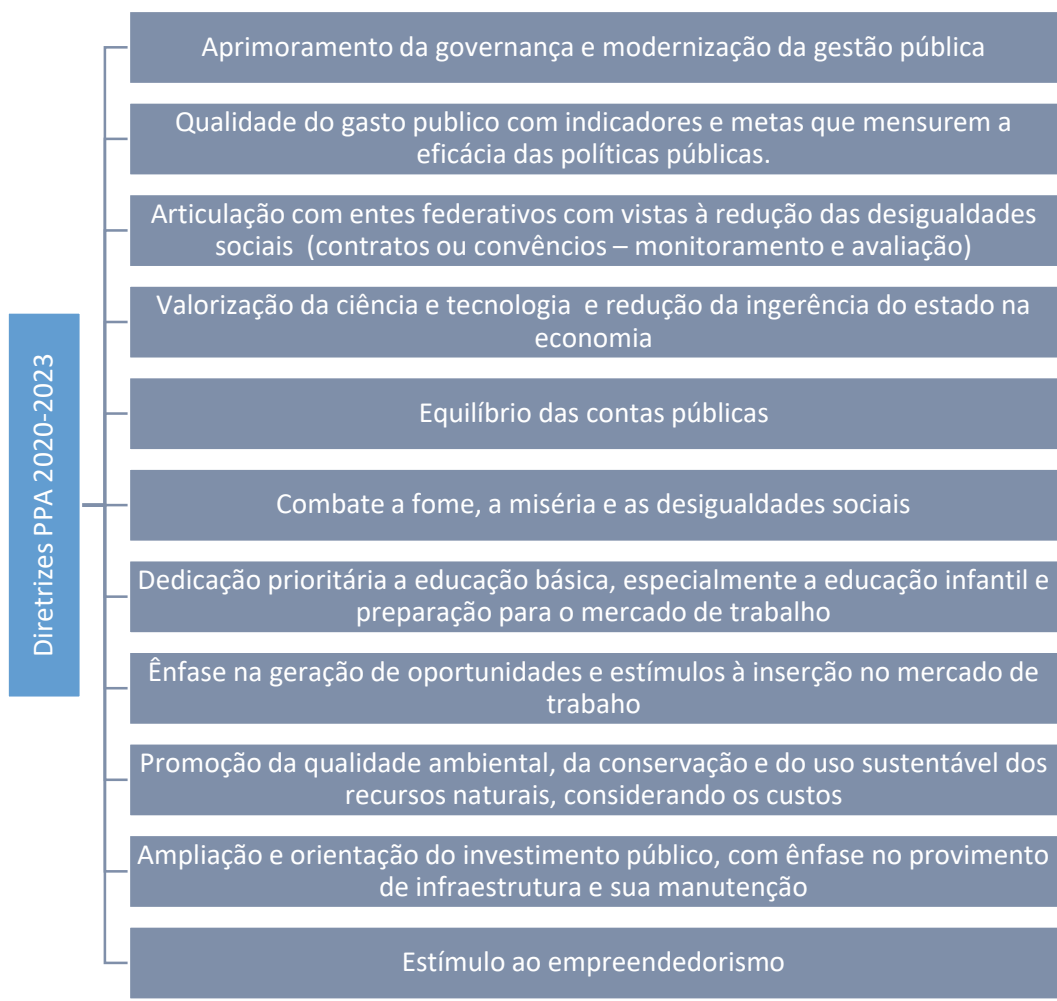 Diretrizes PPA 2020-2023
Aprimoramento da governança e modernização da gestão pública
Qualidade do gasto publico com indicadores e metas que mensurem a
eficácia das políticas públicas.
Articulação com entes federativos com vistas à redução das desigualdades
sociais (contratos ou convêncios – monitoramento e avaliação)
Valorização da ciência e tecnologia e redução da ingerência do estado na
economia
Equilíbrio das contas públicas
Combate a fome, a miséria e as desigualdades sociais
Dedicação prioritária a educação básica, especialmente a educação infantil e
preparação para o mercado de trabalho
Ênfase na geração de oportunidades e estímulos à inserção no mercado de
trabaho
Promoção da qualidade ambiental, da conservação e do uso sustentável dos
recursos naturais, considerando os custos
Ampliação e orientação do investimento público, com ênfase no provimento
de infraestrutura e sua manutenção
Estímulo ao empreendedorismo